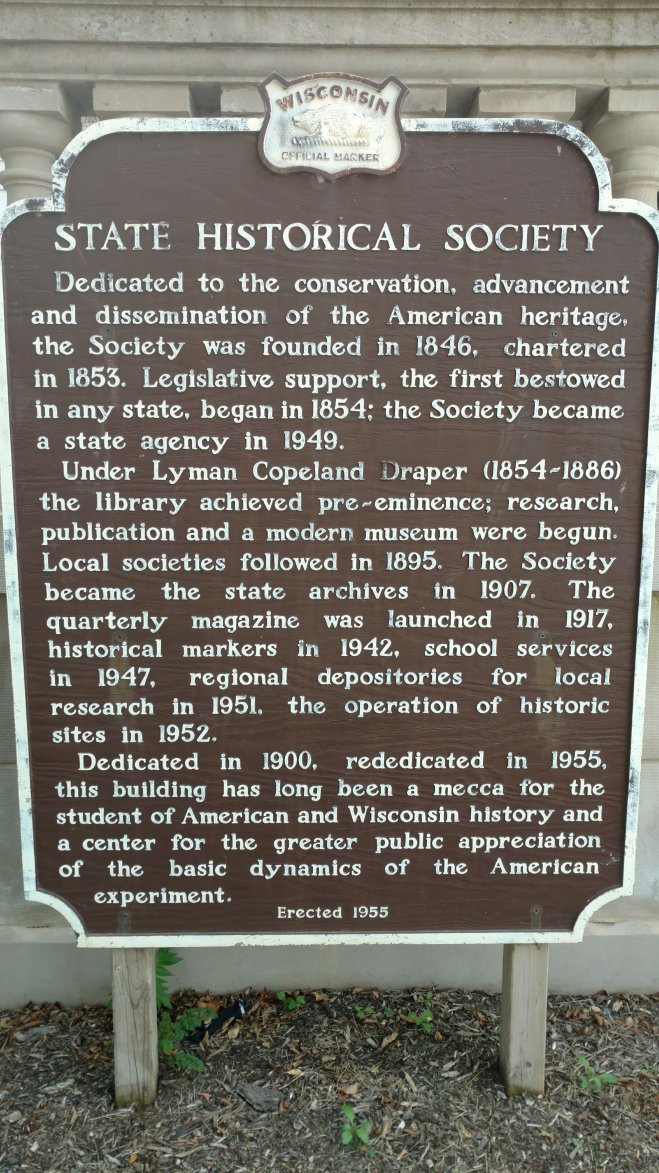 WISCONSIN
OFFICIAL MARKER
STATE HISTORICAL SOCIETY
Dedicated to the conservation, advancement
and dissemination of the American heritage,
the Society was founded in 1846, chartered
in 1853. Legislative support, the first bestowed
in any state, began in 1854; the Society became
a state agency in 1949.
Under Lyman Copeland Draper (1854-1886)
the library achieved pre-eminence; research,
publication and a modern museum were begun.
Local societies followed in 1895. The Society
became the state archives in 1907. The
quarterly magazine was launched in 1917,
historical markers in 1942, school services
in 1947, regional depositories for local
research in 1951, the operation of historic
sites in 1952.
Dedicated in 1900, rededicated in 1955,
this building has long been a mecca for the
student of American and Wisconsin history and
a center for the greater public appreciation
of the basic dynamics of the American
experiment.
Erected 1955